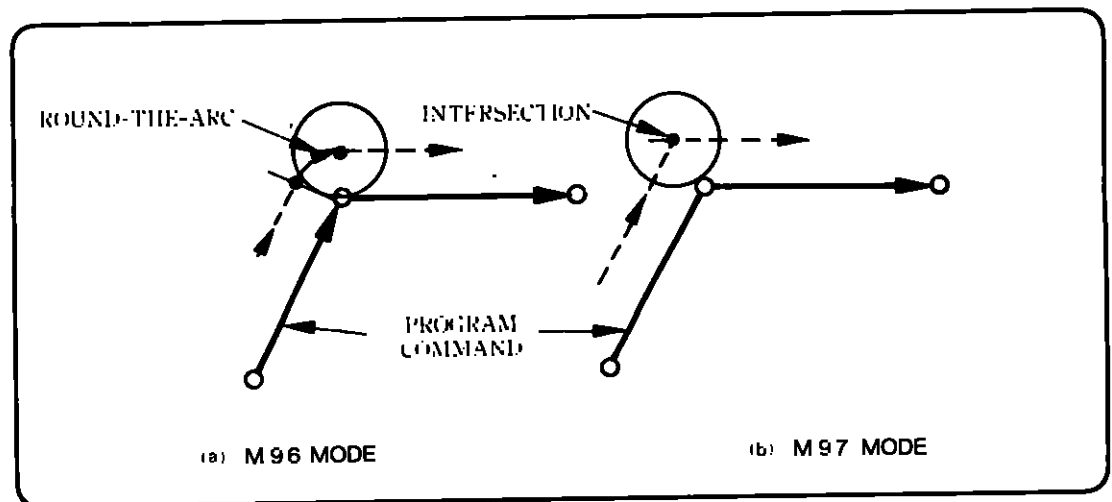 ROUND-THE-ARC
INTERSECTION
PROGRAM
COMMAND
(a) M96 MODE
(b) M97 MODE